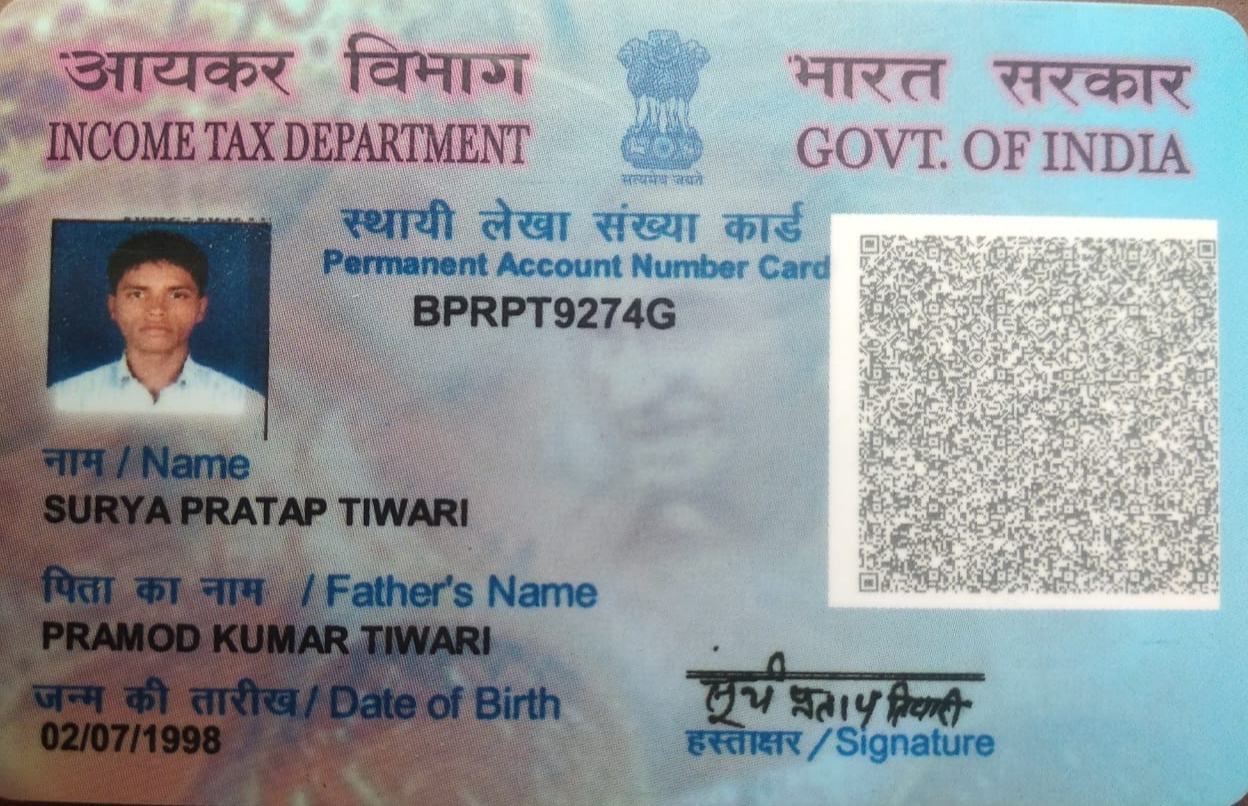 आयकर विभाग
INCOME TAX DEPARTMENT
सत्यमेव जयते
भारत सरकार
GOVT. OF INDIA
स्थायी लेखा संख्या कार्ड
Permanent Account Number Card
BPRPT9274G
नाम / Name
SURYA PRATAP TIWARI
पिता का नाम / Father's Name
PRAMOD KUMAR TIWARI
जन्म की तारीख / Date of Birth
02/07/1998
सूर्य प्रताप तिवारी
हस्ताक्षर / Signature